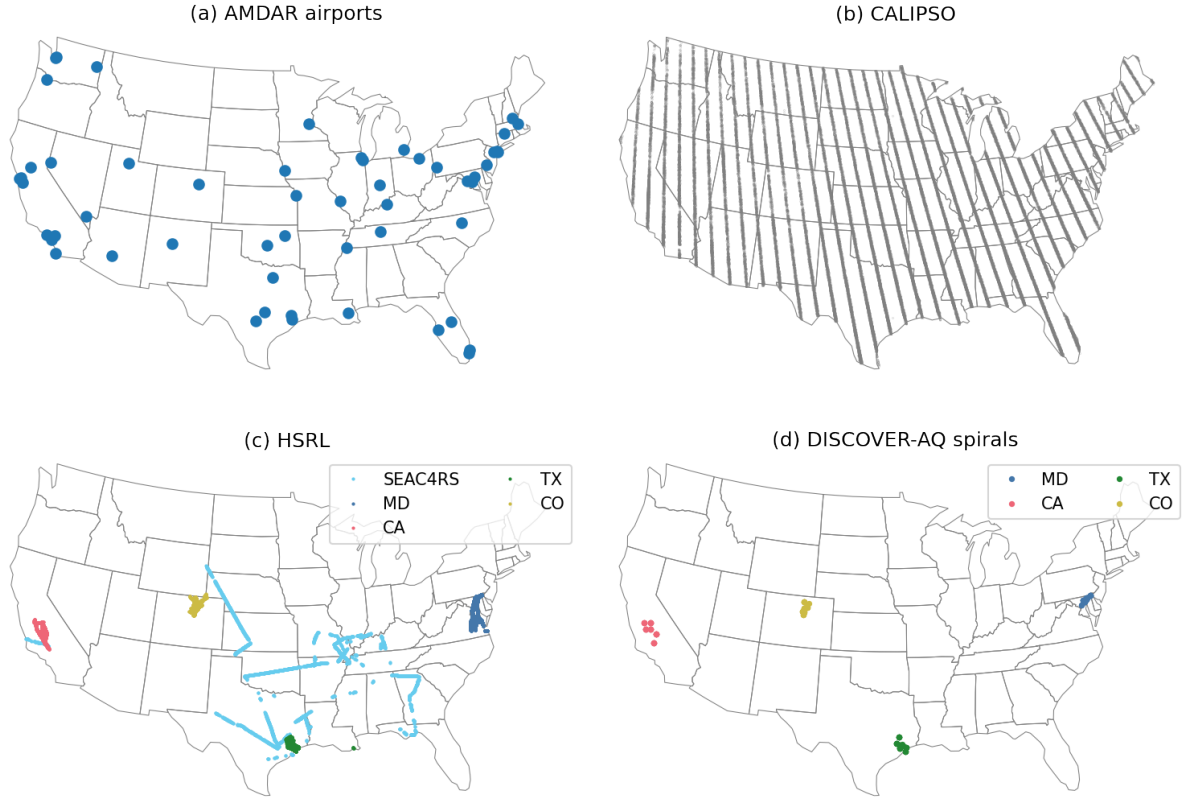 (a) AMDAR airports
(b) CALIPSO
(c) HSRL
SEAC4RS
MD
CA
TX
CO
(d) DISCOVER-AQ spirals
MD
CA
TX
CO